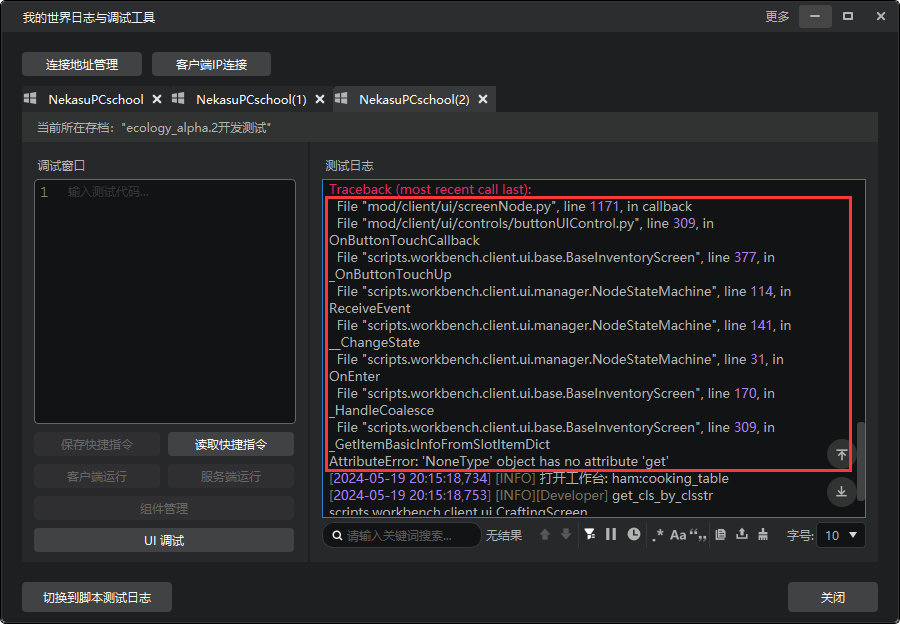 我的世界日志与调试工具
更多
连接地址管理
客户端IP连接
NekasuPCschool
NekasuPCschool(1)
NekasuPCschool(2)
当前所在存档："ecology_alpha.2开发测试"
调试窗口
1 输入测试代码...
保存快捷指令
读取快捷指令
客户端运行
服务端运行
组件管理
UI 调试
测试日志
Traceback (most recent call last):
File "mod/client/ui/screenNode.py", line 1171, in callback
File "mod/client/ui/controls/buttonUIControl.py", line 309, in
OnButtonTouchCallback
File "scripts.workbench.client.ui.base.BaseInventoryScreen", line 377, in
_OnButtonTouchUp
File "scripts.workbench.client.ui.manager.NodeStateMachine", line 114, in
ReceiveEvent
File "scripts.workbench.client.ui.manager.NodeStateMachine", line 141, in
__ChangeState
File "scripts.workbench.client.ui.manager.NodeStateMachine", line 31, in
OnEnter
File "scripts.workbench.client.ui.base.BaseInventoryScreen", line 170, in
_HandleCoalesce
File "scripts.workbench.client.ui.base.BaseInventoryScreen", line 309, in
_GetItemBasicInfoFromSlotItemDict
AttributeError: 'NoneType' object has no attribute 'get'
[2024-05-19 20:15:18,734] [INFO] 打开工作台: ham:cooking_table
[2024-05-19 20:15:18,753] [INFO][Developer] get_cls_by_clsstr
scripts.workbench.client.ui.CraftingScreen
请输入关键词搜索...
无结果
.* Aa “„
字号: 10
切换到脚本测试日志
关闭